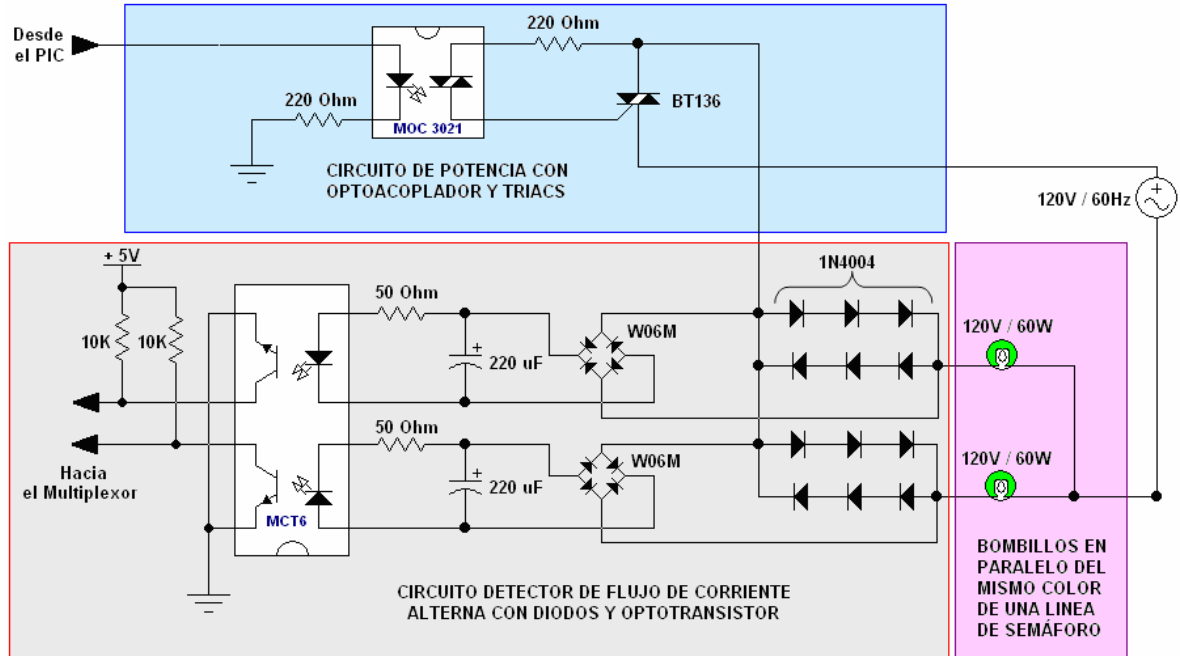 Desde
el PIC
220 Ohm
220 Ohm
MOC 3021
BT136
CIRCUITO DE POTENCIA CON
OPTOACOPLADOR Y TRIACS
120V / 60Hz
+ 5V
10K
10K
50 Ohm
+
220 uF
W06M
1N4004
120V / 60W
50 Ohm
+
220 uF
W06M
120V / 60W
Hacia
el Multiplexor
MCT6
CIRCUITO DETECTOR DE FLUJO DE CORRIENTE
ALTERNA CON DIODOS Y OPTOTRANSISTOR
BOMBILLOS EN
PARALELO DEL
MISMO COLOR
DE UNA LINEA
DE SEMÁFORO